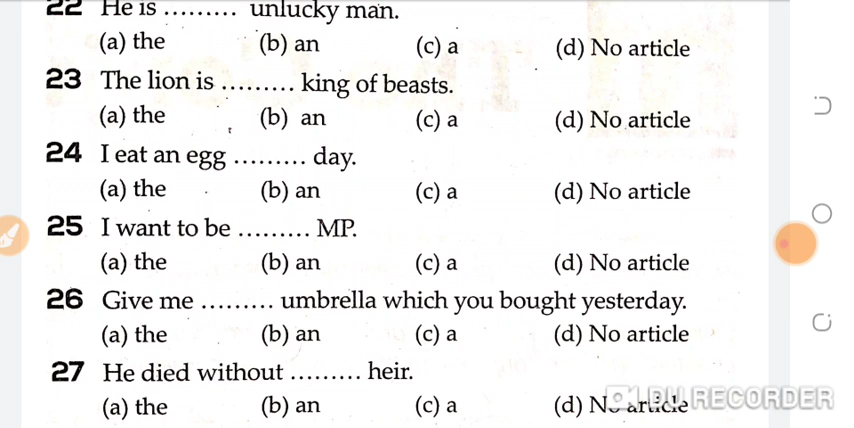 22 He is ......... unlucky man.
(a) the (b) an (c) a (d) No article
23 The lion is ......... king of beasts.
(a) the (b) an (c) a (d) No article
24 I eat an egg ......... day.
(a) the (b) an (c) a (d) No article
25 I want to be ......... MP.
(a) the (b) an (c) a (d) No article
26 Give me ......... umbrella which you bought yesterday.
(a) the (b) an (c) a (d) No article
27 He died without ......... heir.
(a) the (b) an (c) a (d) No article
DU RECORDER